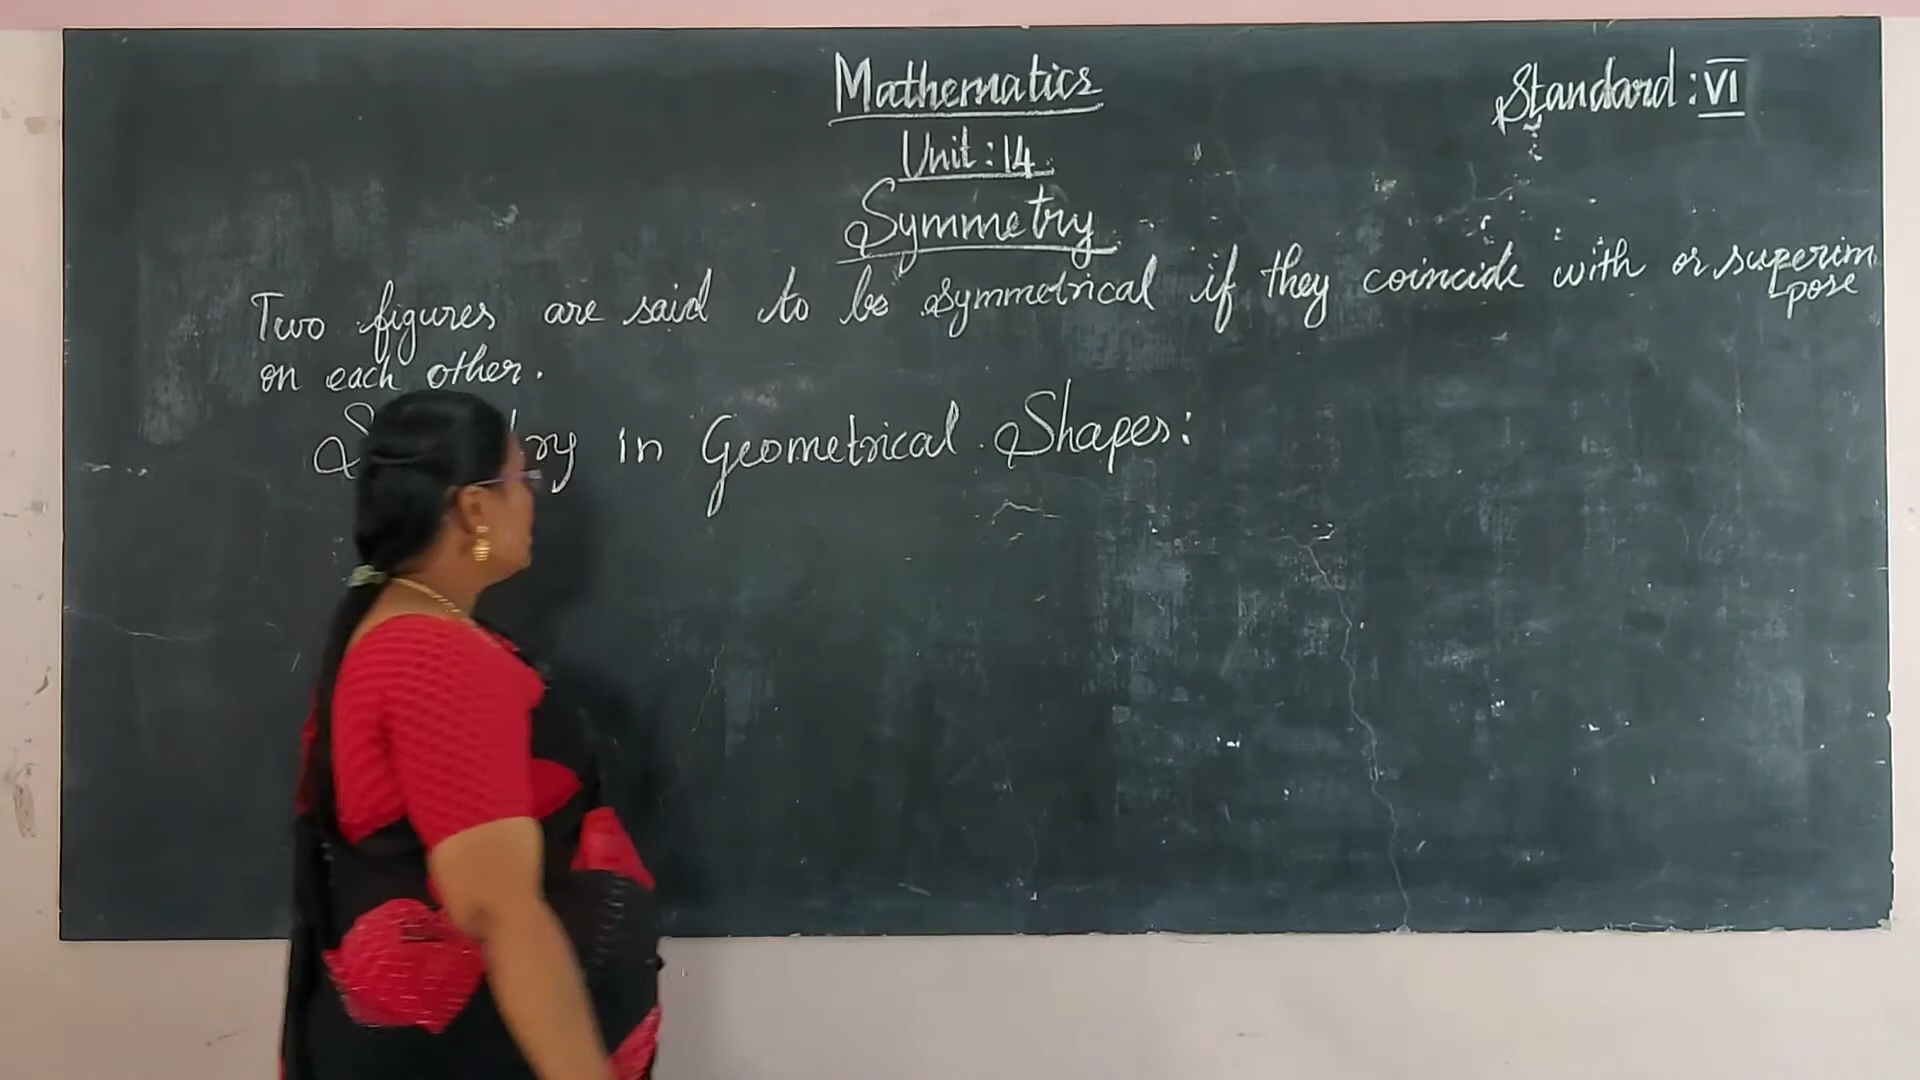 Mathematics
Standard : VI
Unit : 14
Symmetry
Two figures are said to be symmetrical if they coincide with or superim
pose
on each other.
in Geometrical Shapes: